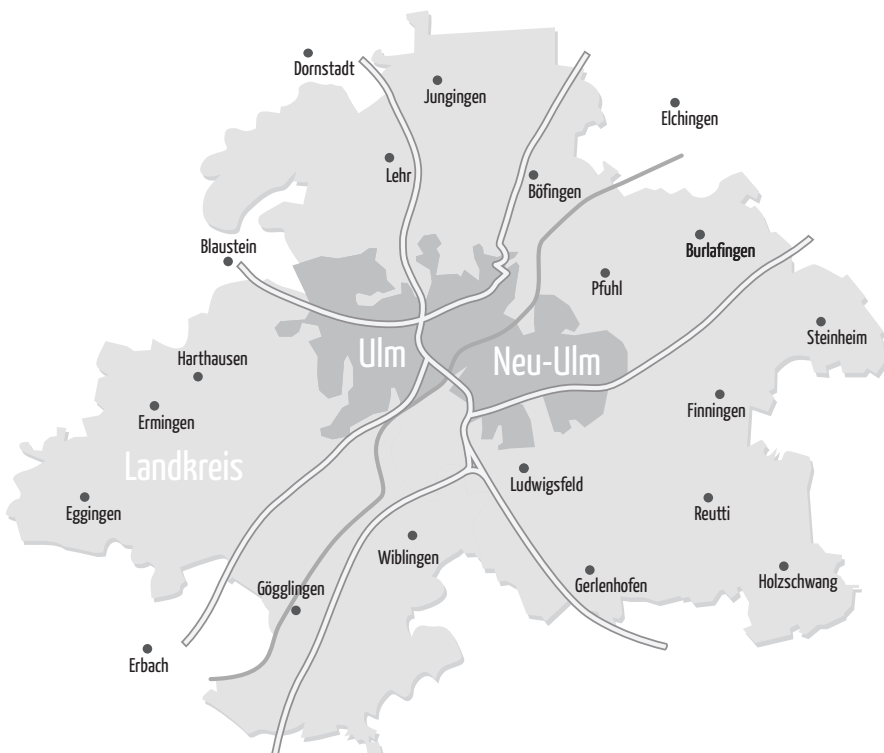 Dornstadt
Jungingen
Elchingen
Lehr
Böfingen
Blaustein
Burlafingen
Pfuhl
Steinheim
Ulm
Neu-Ulm
Harthausen
Finningen
Ermingen
Landkreis
Ludwigsfeld
Eggingen
Reutti
Wiblingen
Gerlenhofen
Holzschwang
Gögglingen
Erbach